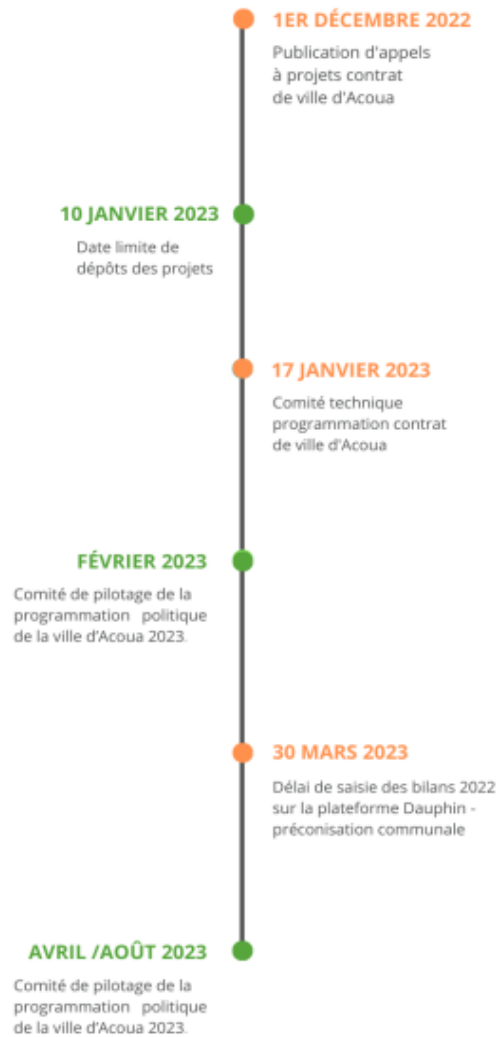 1ER DÉCEMBRE 2022
Publication d'appels
à projets contrat
de ville d'Acoua
10 JANVIER 2023
Date limite de
dépôts des projets
17 JANVIER 2023
Comité technique
programmation contrat
de ville d'Acoua
FÉVRIER 2023
Comité de pilotage de la
programmation politique
de la ville d’Acoua 2023.
30 MARS 2023
Délai de saisie des bilans 2022
sur la plateforme Dauphin -
préconisation communale
AVRIL /AOÛT 2023
Comité de pilotage de la
programmation politique
de la ville d’Acoua 2023.